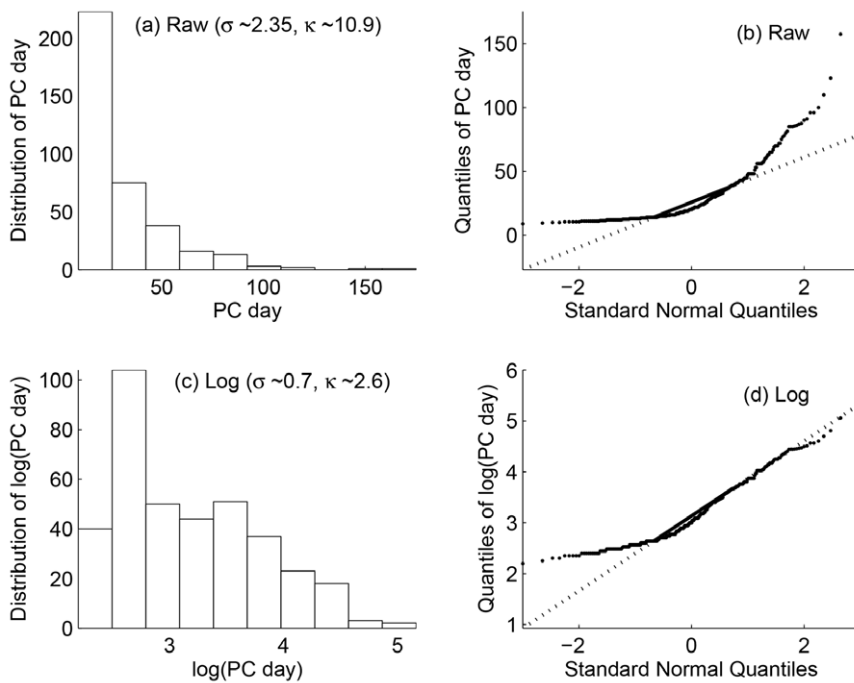 (a) Raw (σ ~2.35, κ ~10.9)
Distribution of PC day
200
150
100
50
0
50
100
150
PC day
(b) Raw
Quantiles of PC day
150
100
50
0
−2
0
2
Standard Normal Quantiles
(c) Log (σ ~0.7, κ ~2.6)
Distribution of log(PC day)
100
80
60
40
20
0
3
4
5
log(PC day)
(d) Log
Quantiles of log(PC day)
6
5
4
3
2
1
−2
0
2
Standard Normal Quantiles